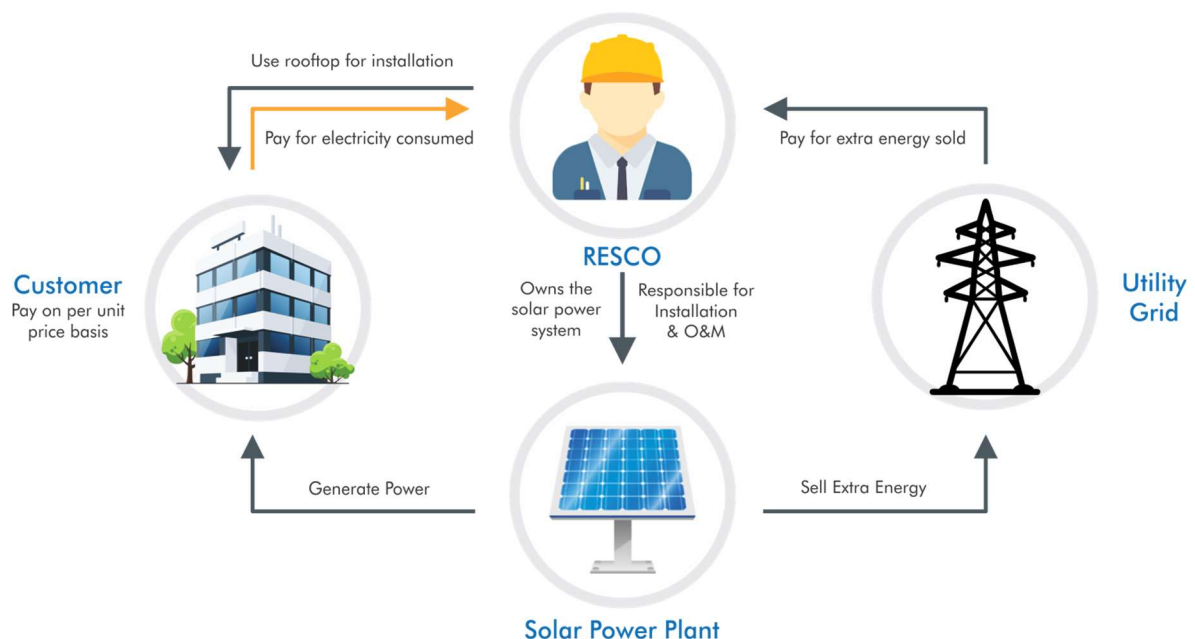 Use rooftop for installation
Pay for electricity consumed
Pay for extra energy sold
RESCO
Owns the
solar power
system
Responsible for
Installation
& O&M
Customer
Pay on per unit
price basis
Utility
Grid
Generate Power
Sell Extra Energy
Solar Power Plant